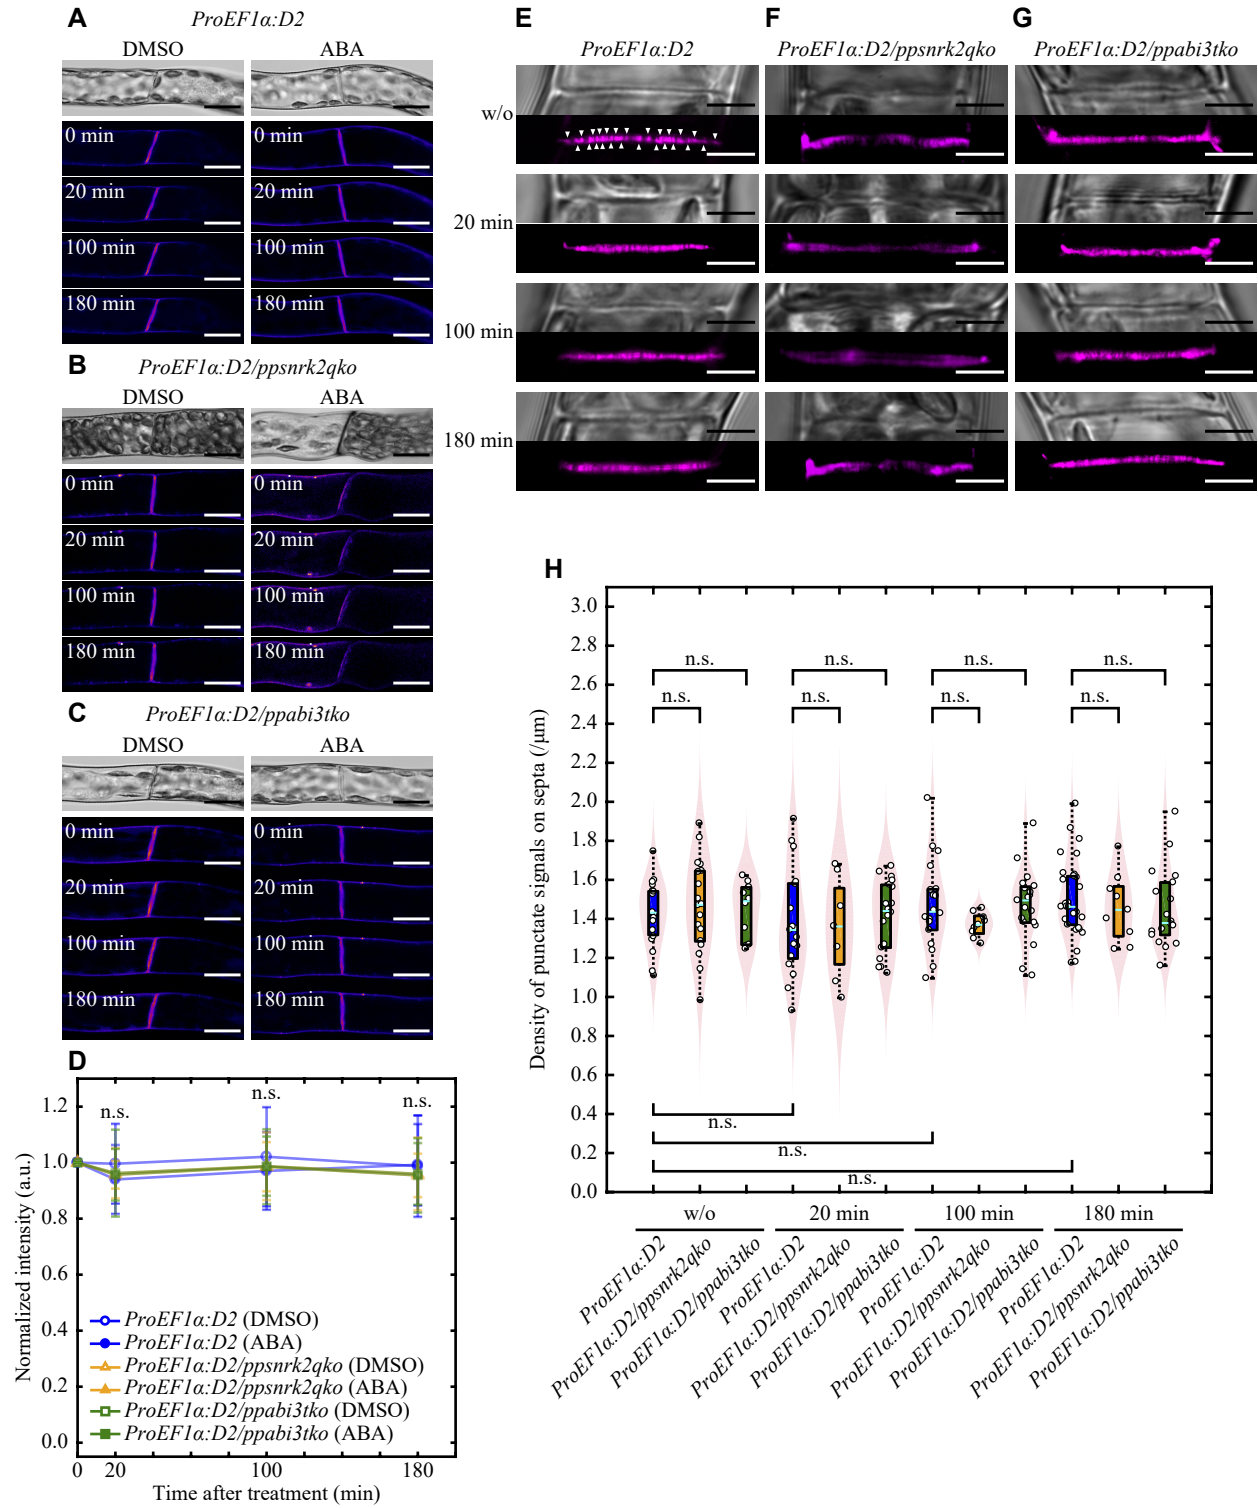 A
ProEF1α:D2
DMSO ABA
0 min 0 min
20 min 20 min
100 min 100 min
180 min 180 min
B
ProEF1α:D2/ppsnrk2qko
DMSO ABA
0 min 0 min
20 min 20 min
100 min 100 min
180 min 180 min
C
ProEF1α:D2/ppabi3tko
DMSO ABA
0 min 0 min
20 min 20 min
100 min 100 min
180 min 180 min
D
Normalized intensity (a.u.)
1.2
1.0
0.8
0.6
0.4
0.2
0.0
n.s. n.s. n.s.
ProEF1α:D2 (DMSO)
ProEF1α:D2 (ABA)
ProEF1α:D2/ppsnrk2qko (DMSO)
ProEF1α:D2/ppsnrk2qko (ABA)
ProEF1α:D2/ppabi3tko (DMSO)
ProEF1α:D2/ppabi3tko (ABA)
0 20 100 180
Time after treatment (min)
E F G
ProEF1α:D2 ProEF1α:D2/ppsnrk2qko ProEF1α:D2/ppabi3tko
w/o
20 min
100 min
180 min
H
Density of punctate signals on septa (/μm)
3.0
2.8
2.6
2.4
2.2
2.0
1.8
1.6
1.4
1.2
1.0
0.8
0.6
0.4
0.2
0.0
n.s. n.s. n.s. n.s.
n.s. n.s. n.s. n.s.
n.s.
n.s.
n.s.
w/o 20 min 100 min 180 min
ProEF1α:D2
ProEF1α:D2/ppsnrk2qko
ProEF1α:D2/ppabi3tko
ProEF1α:D2
ProEF1α:D2/ppsnrk2qko
ProEF1α:D2/ppabi3tko
ProEF1α:D2
ProEF1α:D2/ppsnrk2qko
ProEF1α:D2/ppabi3tko
ProEF1α:D2
ProEF1α:D2/ppsnrk2qko
ProEF1α:D2/ppabi3tko